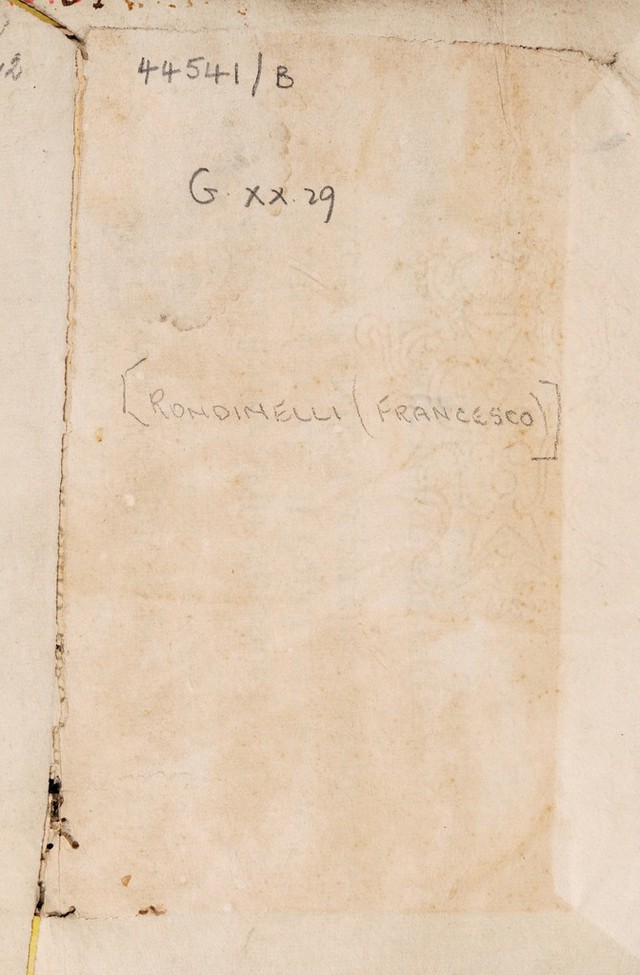 44541/B
G. xx. 29
[RONDINELLI (FRANCESCO)]